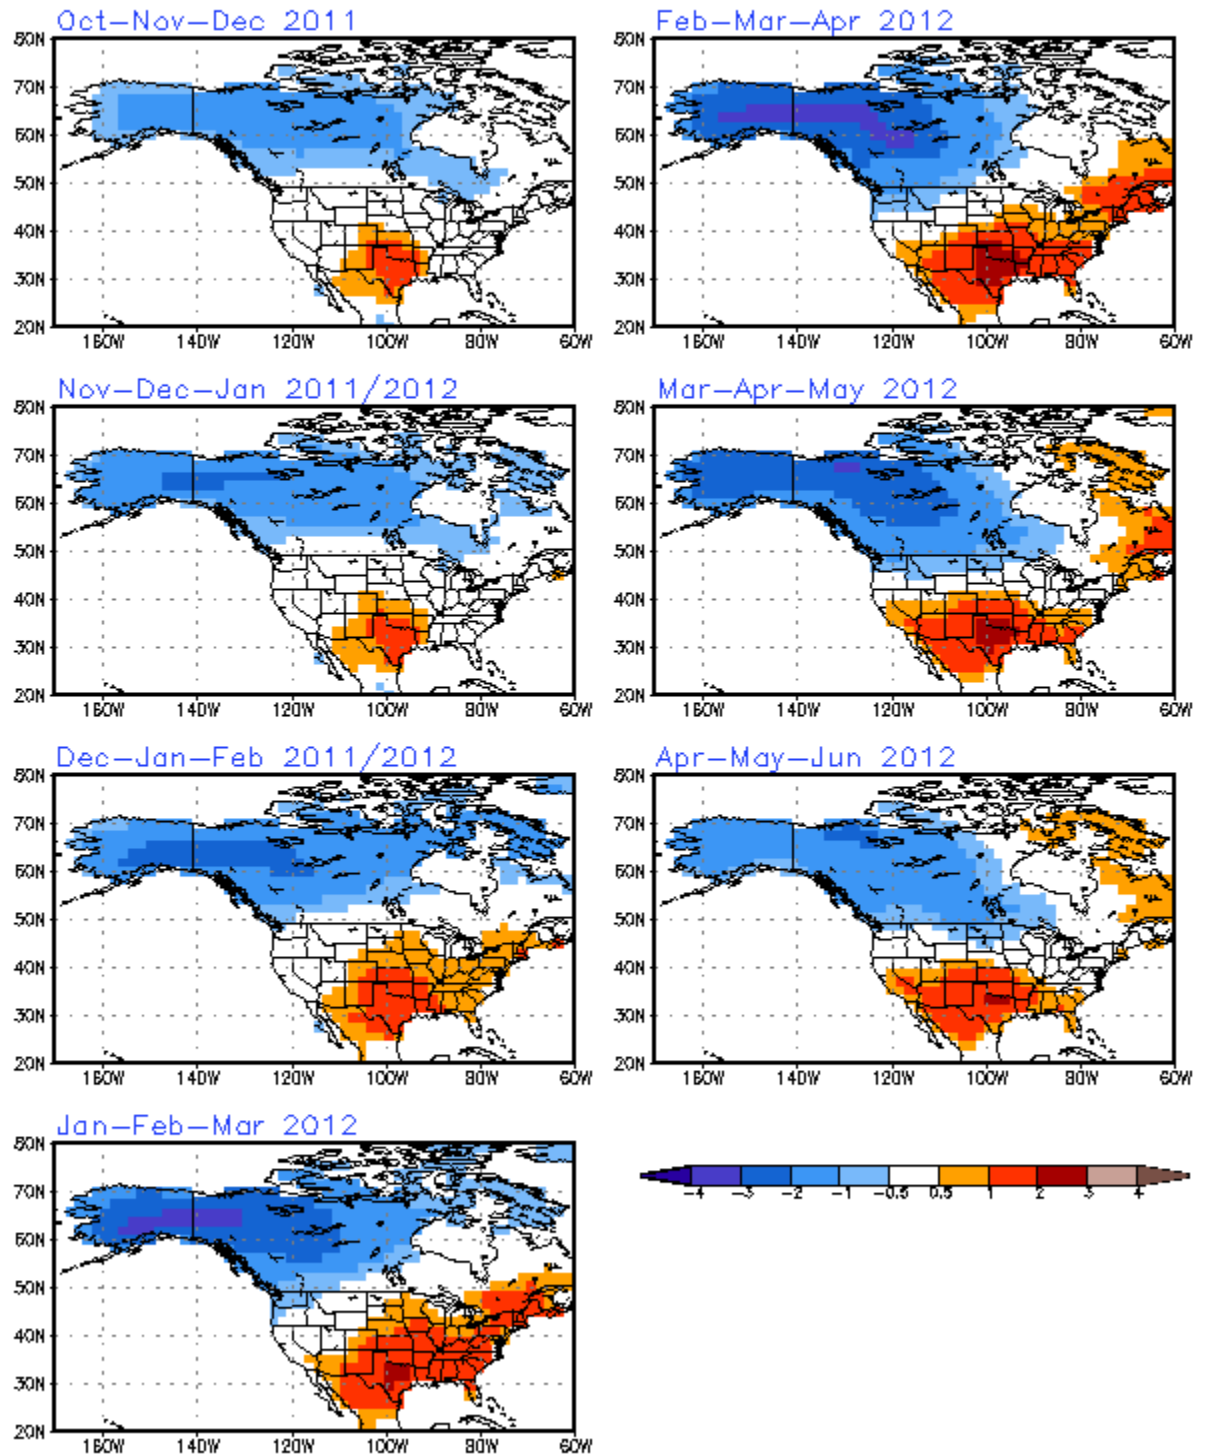 Oct-Nov-Dec 2011
80N
70N
60N
50N
40N
30N
20N
160W 140W 120W 100W 80W 60W
Feb-Mar-Apr 2012
80N
70N
60N
50N
40N
30N
20N
160W 140W 120W 100W 80W 60W
Nov-Dec-Jan 2011/2012
80N
70N
60N
50N
40N
30N
20N
160W 140W 120W 100W 80W 60W
Mar-Apr-May 2012
80N
70N
60N
50N
40N
30N
20N
160W 140W 120W 100W 80W 60W
Dec-Jan-Feb 2011/2012
80N
70N
60N
50N
40N
30N
20N
160W 140W 120W 100W 80W 60W
Apr-May-Jun 2012
80N
70N
60N
50N
40N
30N
20N
160W 140W 120W 100W 80W 60W
Jan-Feb-Mar 2012
80N
70N
60N
50N
40N
30N
20N
160W 140W 120W 100W 80W 60W
-4 -3 -2 -1 -0.5 0.5 1 2 3 4